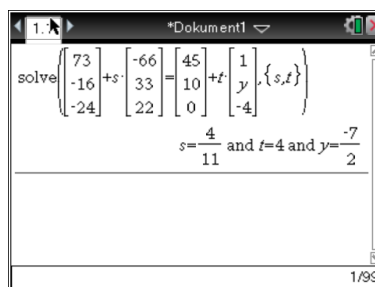 1.1 *Dokument1
solve([73 -16 -24]+s·[-66 33 22]=[45 10 0]+t·[1 y -4],{s,t})
s=4/11 and t=4 and y=-7/2
1/99